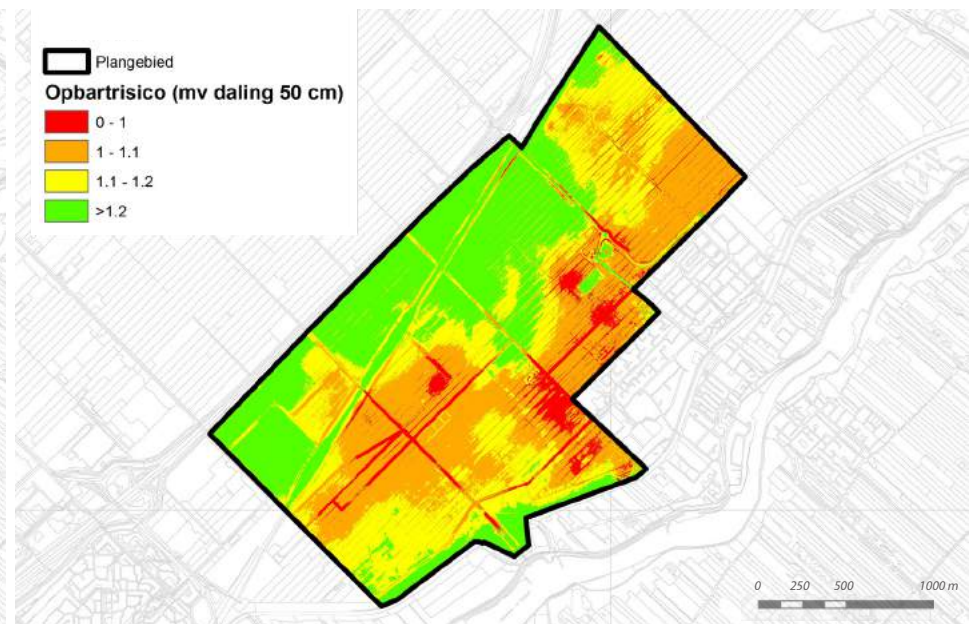 Plangebied
Opbartrisico (mv daling 50 cm)
0 - 1
1 - 1.1
1.1 - 1.2
>1.2
0 250 500 1000 m